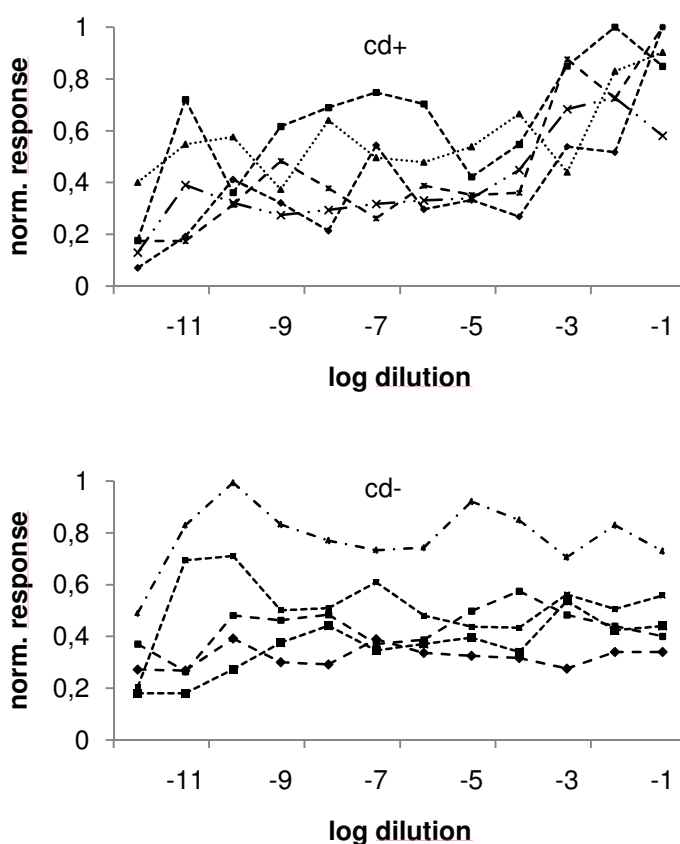 cd+
norm. response
1
0,8
0,6
0,4
0,2
0
-11 -9 -7 -5 -3 -1
log dilution
cd-
norm. response
1
0,8
0,6
0,4
0,2
0
-11 -9 -7 -5 -3 -1
log dilution